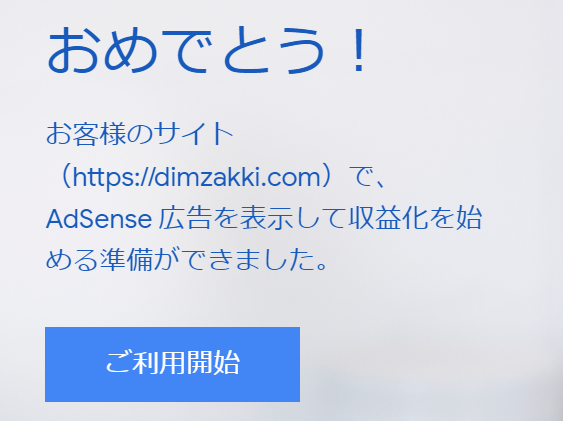 おめでとう！
お客様のサイト
（https://dimzakki.com）で、
AdSense 広告を表示して収益化を始
める準備ができました。
ご利用開始